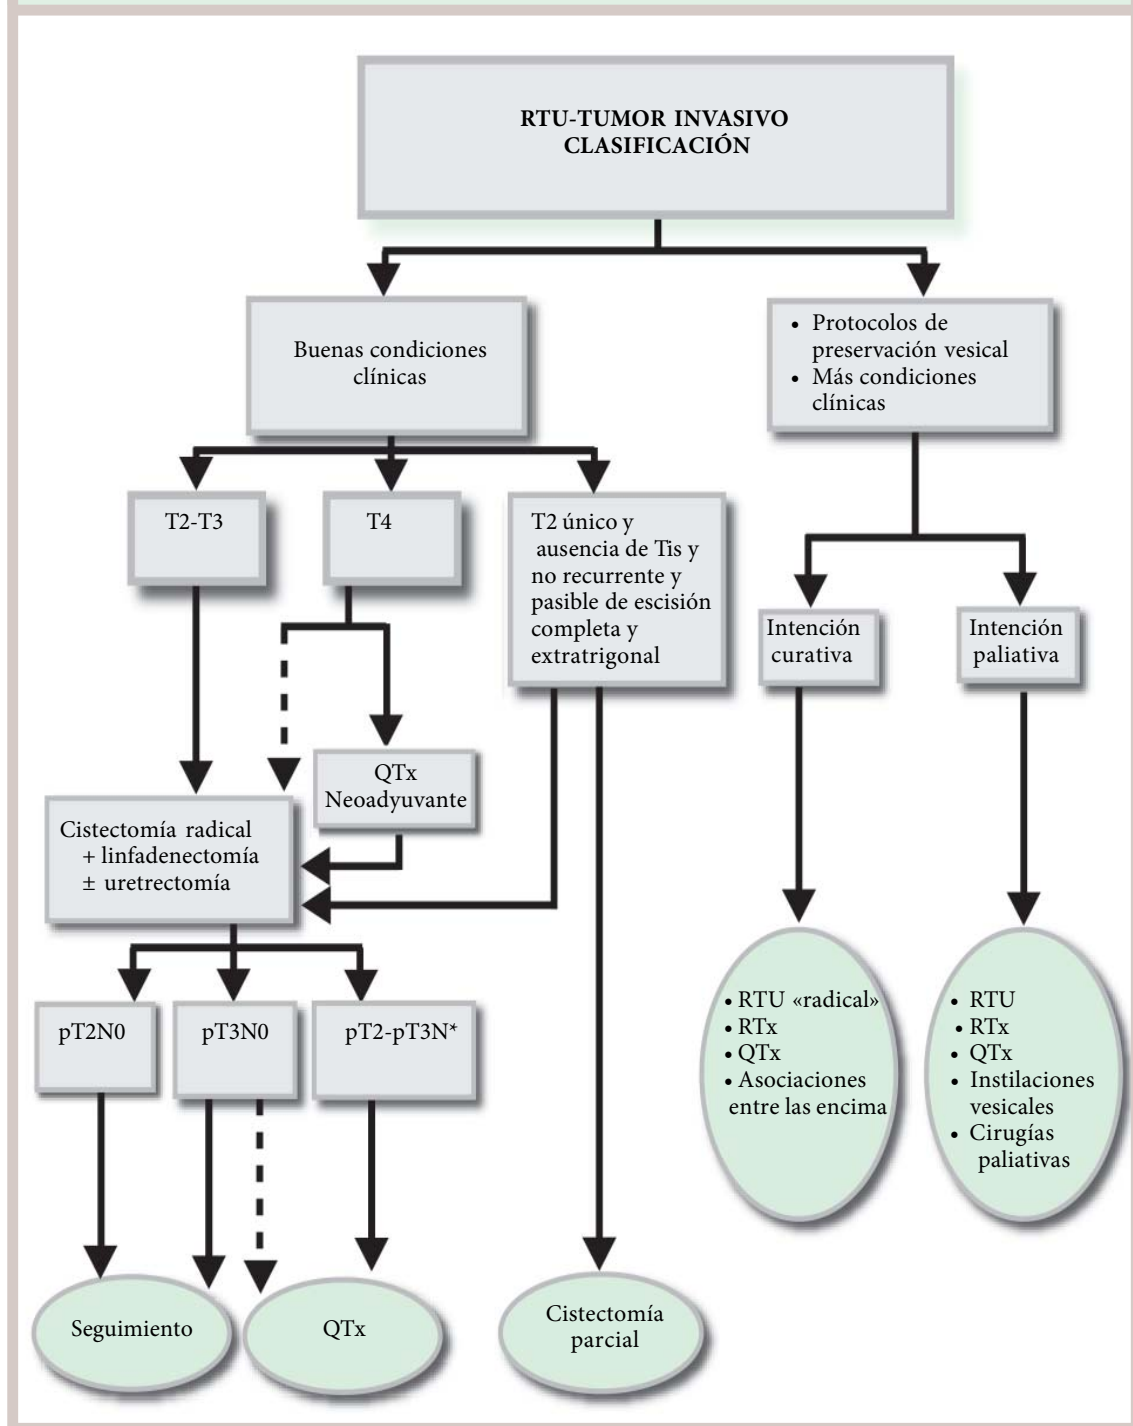 RTU-TUMOR INVASIVO
CLASIFICACIÓN
Buenas condiciones
clínicas
• Protocolos de
preservación vesical
• Más condiciones
clínicas
T2-T3
T4
T2 único y
ausencia de Tis y
no recurrente y
pasible de escisión
completa y
extratrigonal
Intención
curativa
Intención
paliativa
QTx
Neoadyuvante
Cistectomía radical
+ linfadenectomía
± uretrectomía
pT2N0
pT3N0
pT2-pT3N*
• RTU «radical»
• RTx
• QTx
• Asociaciones
entre las encima
• RTU
• RTx
• QTx
• Instilaciones
vesicales
• Cirugías
paliativas
Seguimiento
QTx
Cistectomía
parcial